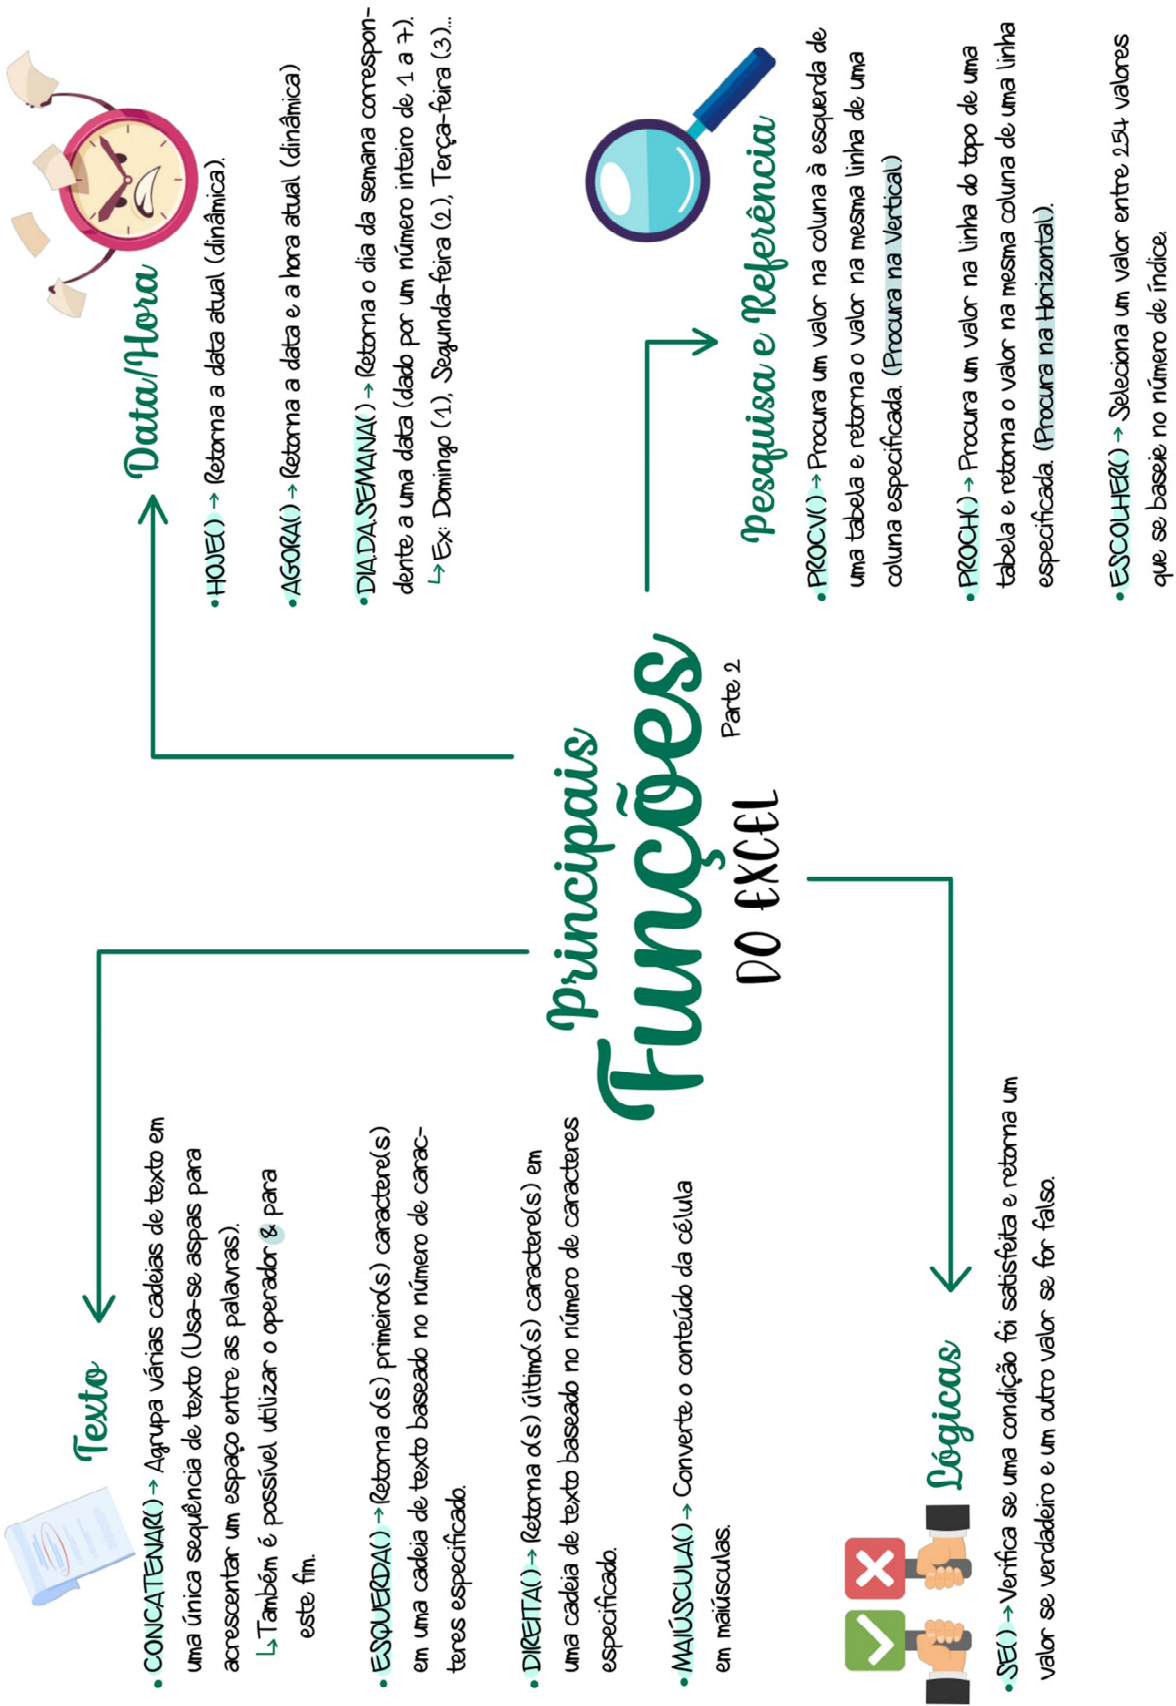 Principais
Funções
DO EXCEL
Parte 2
Texto
• CONCATENAR() → Agrupa várias cadeias de texto em
uma única sequência de texto (Usa-se aspas para
acrescentar um espaço entre as palavras).
↳ Também é possível utilizar o operador & para
este fim.
• ESQUERDA() → Retorna o(s) primeiro(s) caractere(s)
em uma cadeia de texto baseado no número de carac-
teres especificado.
• DIREITA() → Retorna o(s) último(s) caractere(s) em
uma cadeia de texto baseado no número de caracteres
especificado.
• MAIÚSCULA() → Converte o conteúdo da célula
em maiúsculas.
Data/Hora
• HOJE() → Retorna a data atual (dinâmica).
• AGORA() → Retorna a data e a hora atual (dinâmica)
• DIA.DA.SEMANA() → Retorna o dia da semana correspon-
dente a uma data (dado por um número inteiro de 1 a 7).
↳ Ex: Domingo (1), Segunda-feira (2), Terça-feira (3)...
Lógicas
• SE() → Verifica se uma condição foi satisfeita e retorna um
valor se verdadeiro e um outro valor se for falso.
Pesquisa e Referência
• PROCV() → Procura um valor na coluna à esquerda de
uma tabela e retorna o valor na mesma linha de uma
coluna especificada. (Procura na Vertical)
• PROCH() → Procura um valor na linha do topo de uma
tabela e retorna o valor na mesma coluna de uma linha
especificada. (Procura na Horizontal).
• ESCOLHER() → Seleciona um valor entre 254 valores
que se baseie no número de índice.